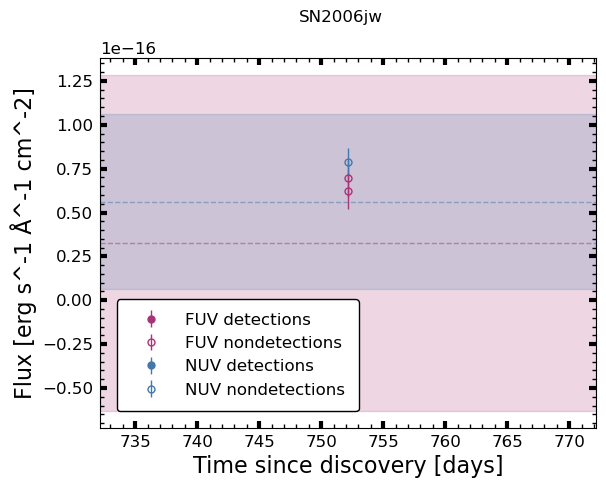 SN2006jw
1e−16
1.25
1.00
0.75
0.50
0.25
0.00
−0.25
−0.50
Flux [erg s^-1 Å^-1 cm^-2]
FUV detections
FUV nondetections
NUV detections
NUV nondetections
735 740 745 750 755 760 765 770
Time since discovery [days]